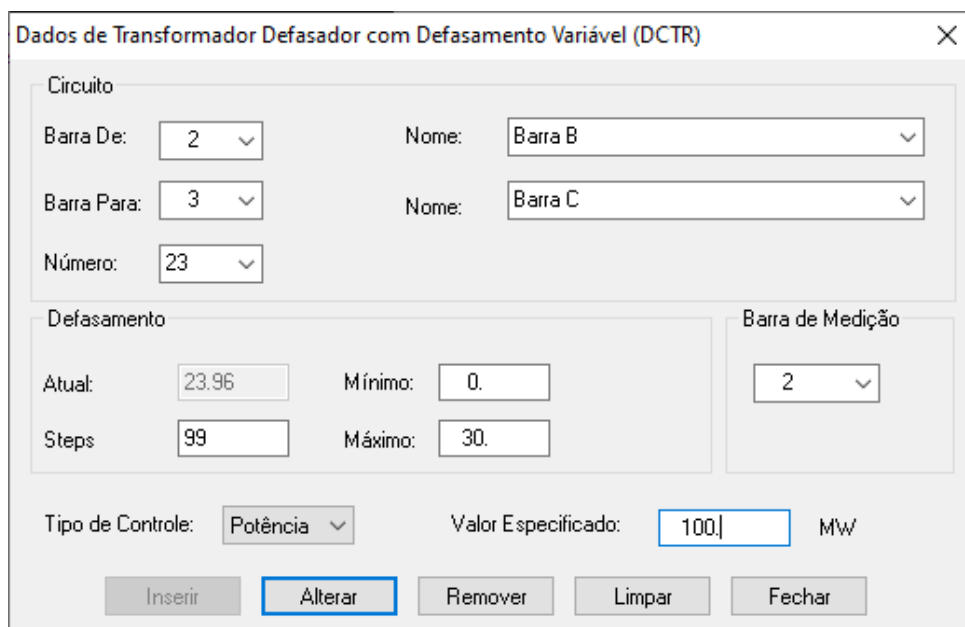 Dados de Transformador Defasador com Defasamento Variável (DCTR)
Circuito
Barra De: 2 Nome: Barra B
Barra Para: 3 Nome: Barra C
Número: 23
Defasamento Barra de Medição
Atual: 23.96 Mínimo: 0. 2
Steps 99 Máximo: 30.
Tipo de Controle: Potência Valor Especificado: 100. MW
Inserir Alterar Remover Limpar Fechar